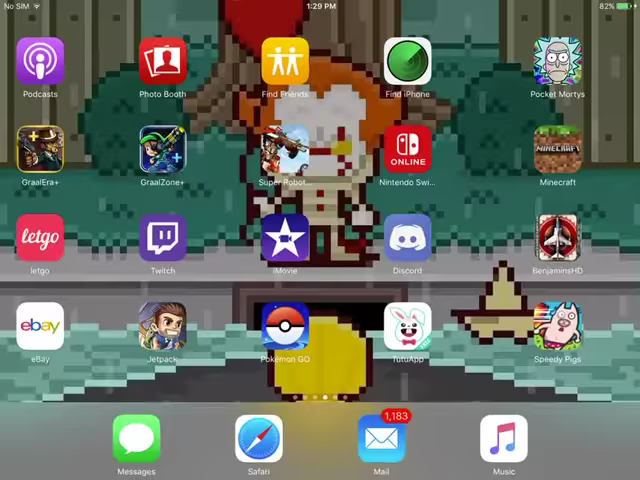 No SIM
1:29 PM
82%
Podcasts
Photo Booth
Find Friends
Find iPhone
Pocket Mortys
GraalEra+
GraalZone+
Super Robot...
ONLINE
Nintendo Swi...
MINECRAFT
Minecraft
letgo
letgo
Twitch
iMovie
Discord
BenjaminsHD
ebay
eBay
Jetpack
Pokémon GO
TutuApp
Speedy Pigs
1,183
Messages
Safari
Mail
Music